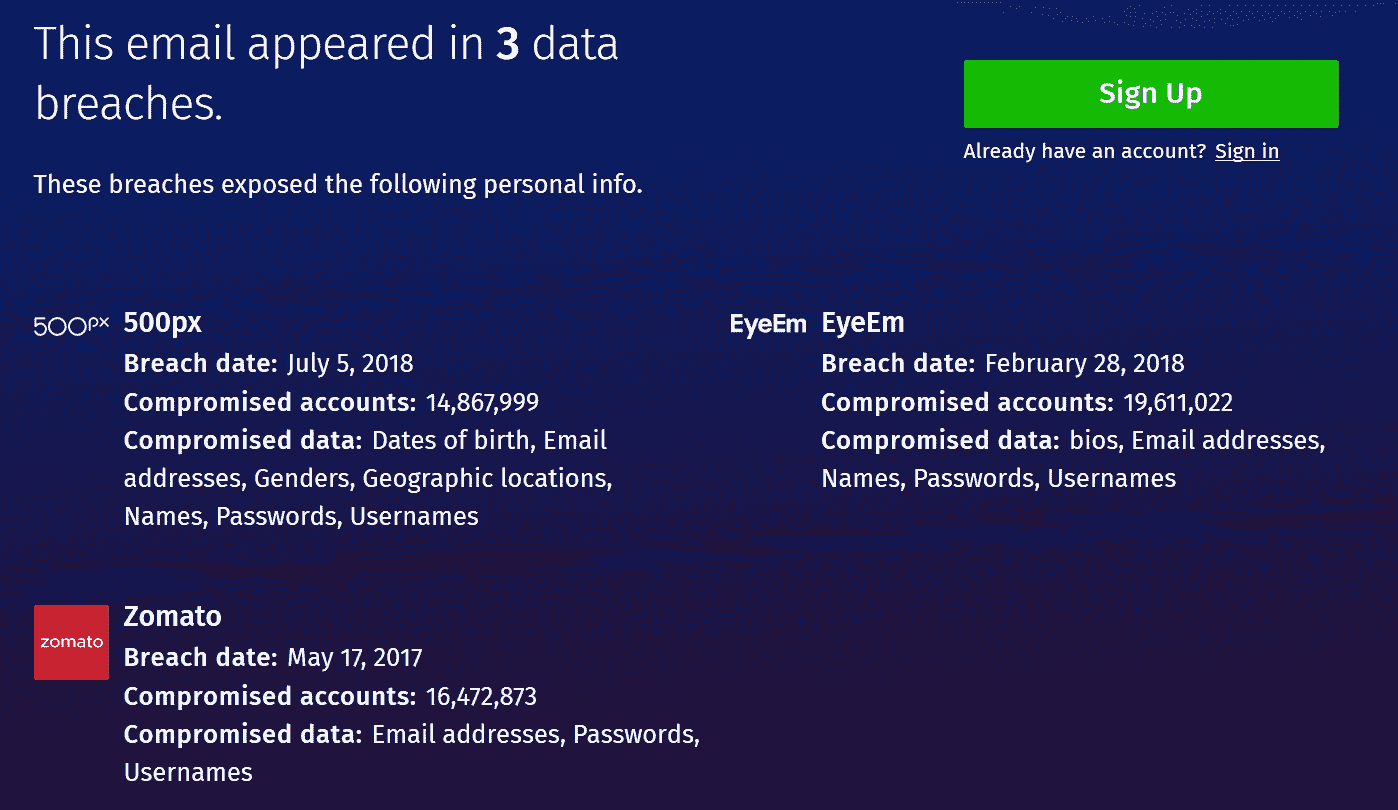 This email appeared in 3 data
breaches.
Sign Up
Already have an account? Sign in
These breaches exposed the following personal info.
500px
500px
Breach date: July 5, 2018
Compromised accounts: 14,867,999
Compromised data: Dates of birth, Email
addresses, Genders, Geographic locations,
Names, Passwords, Usernames
EyeEm
EyeEm
Breach date: February 28, 2018
Compromised accounts: 19,611,022
Compromised data: bios, Email addresses,
Names, Passwords, Usernames
zomato
Zomato
Breach date: May 17, 2017
Compromised accounts: 16,472,873
Compromised data: Email addresses, Passwords,
Usernames